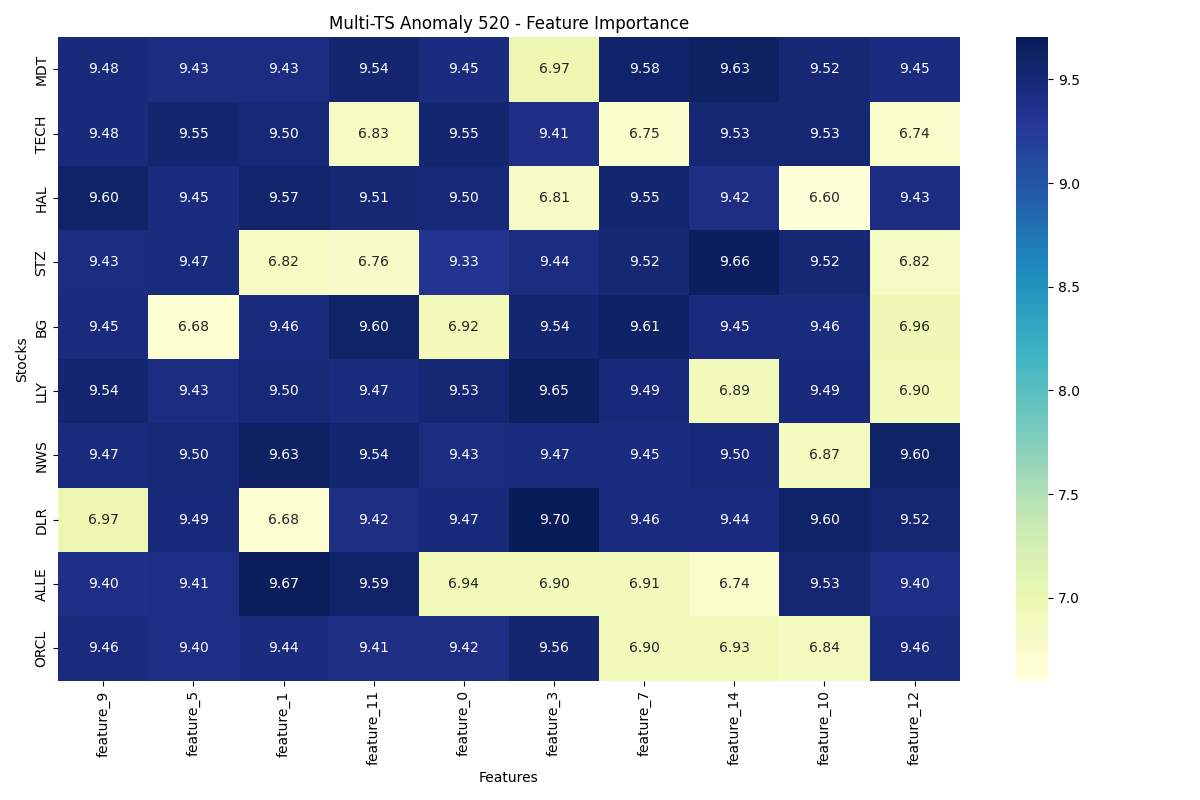 Multi-TS Anomaly 520 - Feature Importance
Stocks
MDT 9.48 9.43 9.43 9.54 9.45 6.97 9.58 9.63 9.52 9.45
TECH 9.48 9.55 9.50 6.83 9.55 9.41 6.75 9.53 9.53 6.74
HAL 9.60 9.45 9.57 9.51 9.50 6.81 9.55 9.42 6.60 9.43
STZ 9.43 9.47 6.82 6.76 9.33 9.44 9.52 9.66 9.52 6.82
BG 9.45 6.68 9.46 9.60 6.92 9.54 9.61 9.45 9.46 6.96
LLY 9.54 9.43 9.50 9.47 9.53 9.65 9.49 6.89 9.49 6.90
NWS 9.47 9.50 9.63 9.54 9.43 9.47 9.45 9.50 6.87 9.60
DLR 6.97 9.49 6.68 9.42 9.47 9.70 9.46 9.44 9.60 9.52
ALLE 9.40 9.41 9.67 9.59 6.94 6.90 6.91 6.74 9.53 9.40
ORCL 9.46 9.40 9.44 9.41 9.42 9.56 6.90 6.93 6.84 9.46
feature_9 feature_5 feature_1 feature_11 feature_0 feature_3 feature_7 feature_14 feature_10 feature_12
Features
9.5
9.0
8.5
8.0
7.5
7.0